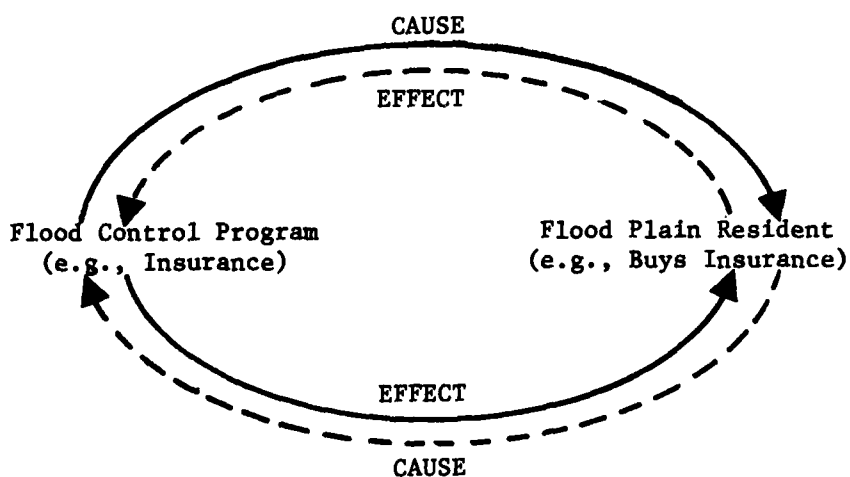 CAUSE
EFFECT
Flood Control Program
(e.g., Insurance)
Flood Plain Resident
(e.g., Buys Insurance)
EFFECT
CAUSE